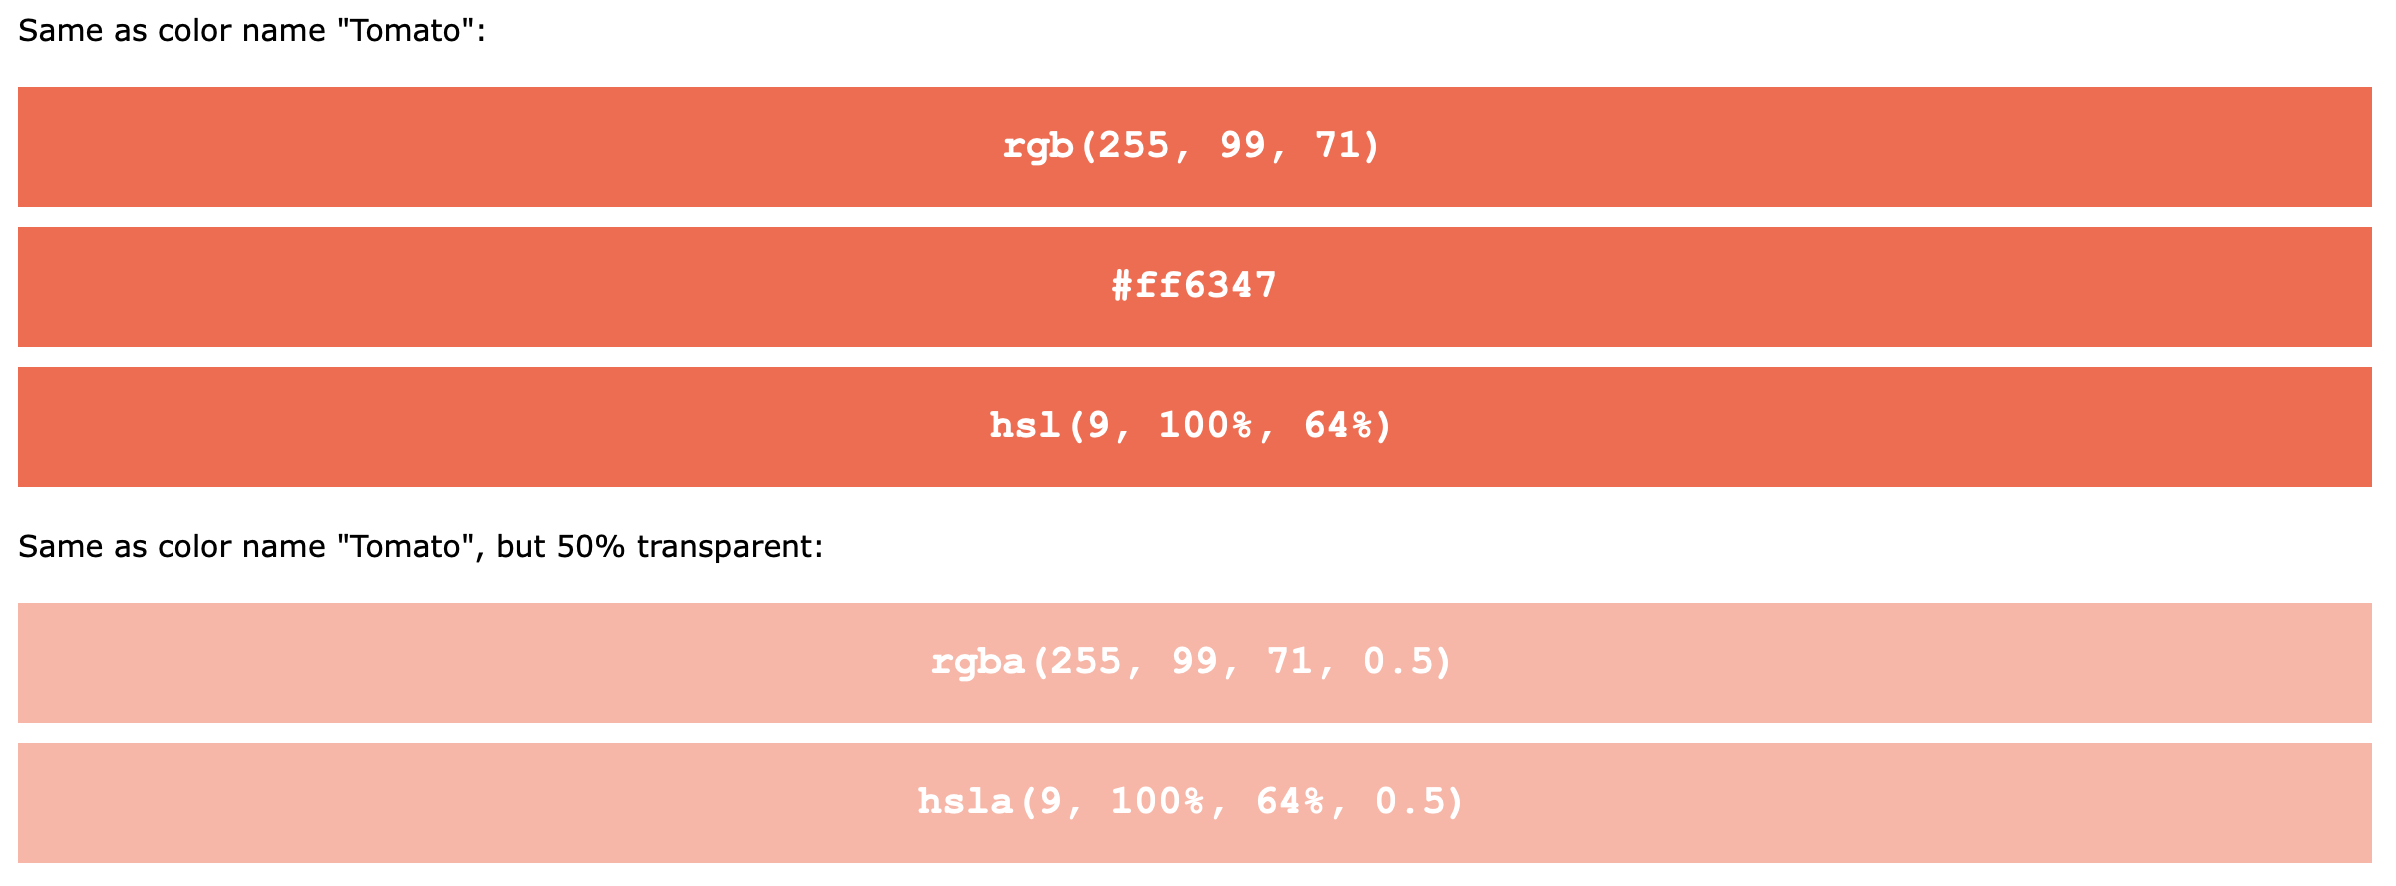 Same as color name "Tomato":
rgb(255, 99, 71)
#ff6347
hsl(9, 100%, 64%)
Same as color name "Tomato", but 50% transparent:
rgba(255, 99, 71, 0.5)
hsla(9, 100%, 64%, 0.5)